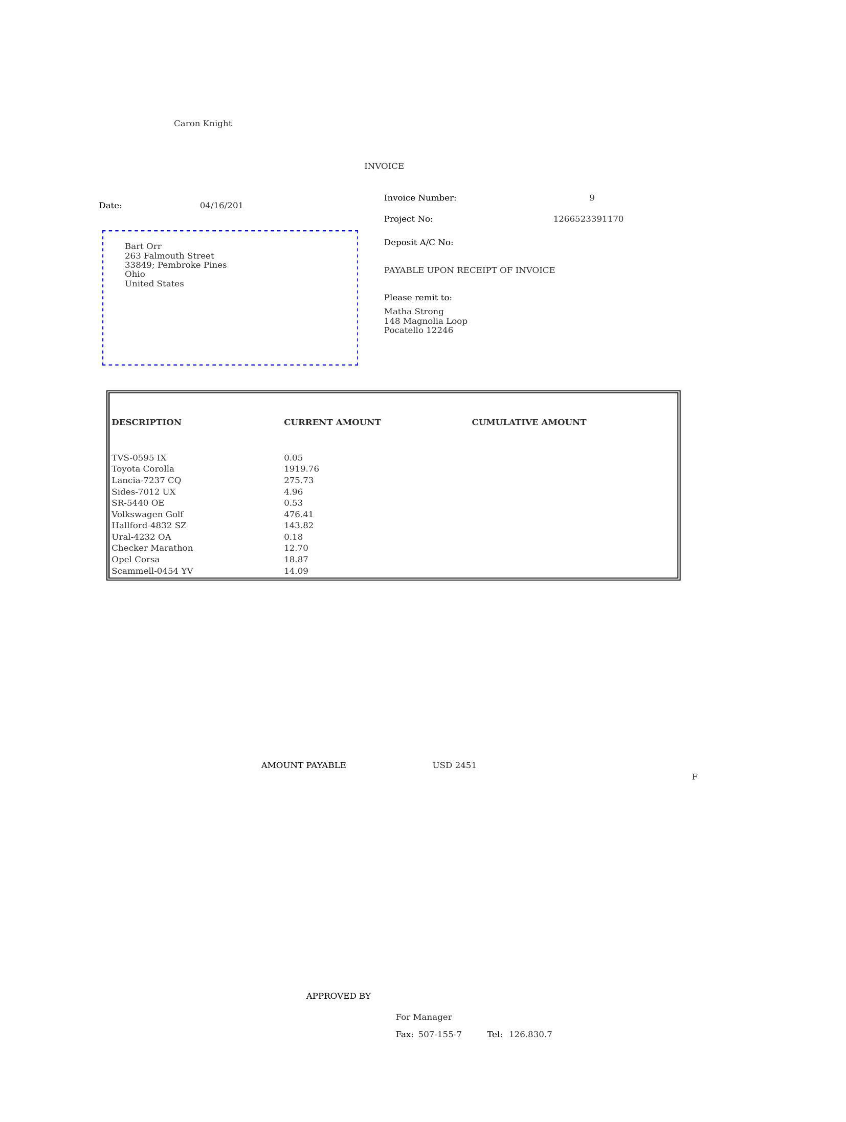 Caron Knight
INVOICE
Date: 04/16/201
Invoice Number: 9
Project No: 1266523391170
Bart Orr
263 Falmouth Street
33849; Pembroke Pines
Ohio
United States
Deposit A/C No:
PAYABLE UPON RECEIPT OF INVOICE
Please remit to:
Matha Strong
148 Magnolia Loop
Pocatello 12246
DESCRIPTION CURRENT AMOUNT CUMULATIVE AMOUNT
TVS-0595 IX 0.05
Toyota Corolla 1919.76
Lancia-7237 CQ 275.73
Sides-7012 UX 4.96
SR-5440 OE 0.53
Volkswagen Golf 476.41
Hallford-4832 SZ 143.82
Ural-4232 OA 0.18
Checker Marathon 12.70
Opel Corsa 18.87
Scammell-0454 YV 14.09
AMOUNT PAYABLE USD 2451
F
APPROVED BY
For Manager
Fax: 507-155-7 Tel: 126.830.7